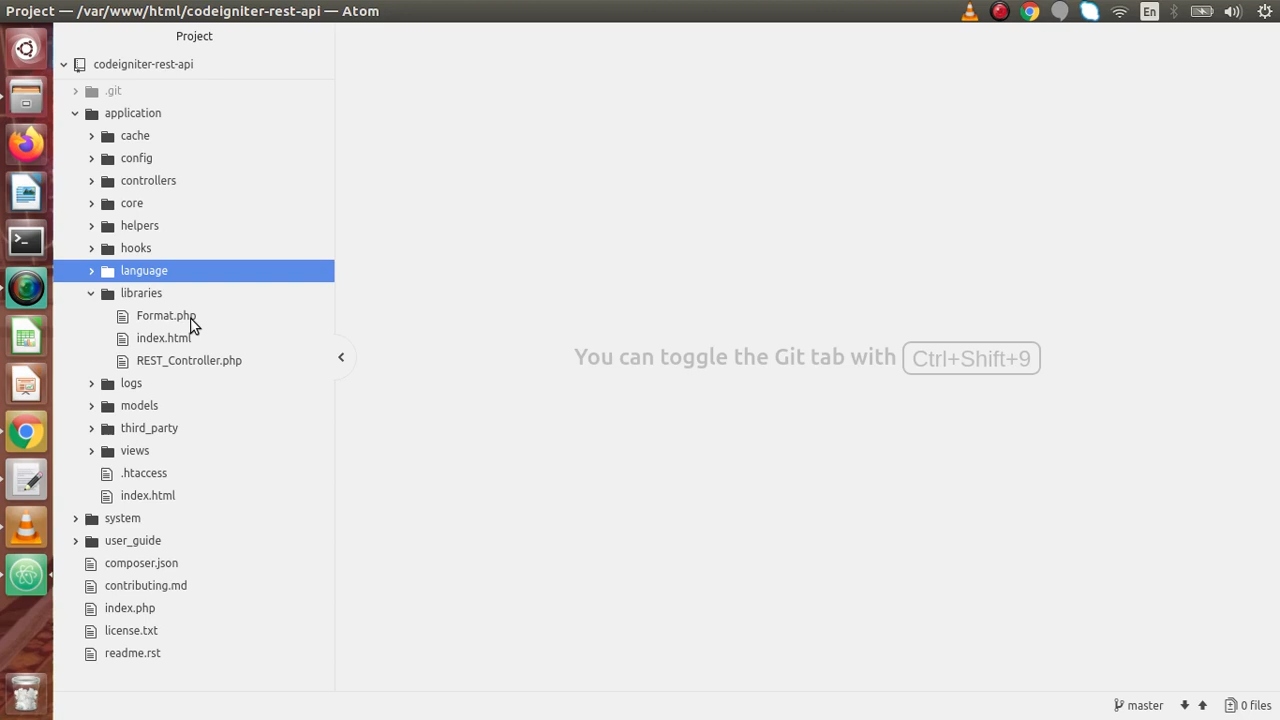 Project — /var/www/html/codeigniter-rest-api — Atom
En
Project
codeigniter-rest-api
.git
application
cache
config
controllers
core
helpers
hooks
language
libraries
Format.php
index.html
REST_Controller.php
logs
models
third_party
views
.htaccess
index.html
system
user_guide
composer.json
contributing.md
index.php
license.txt
readme.rst
You can toggle the Git tab with Ctrl+Shift+9
master
0 files